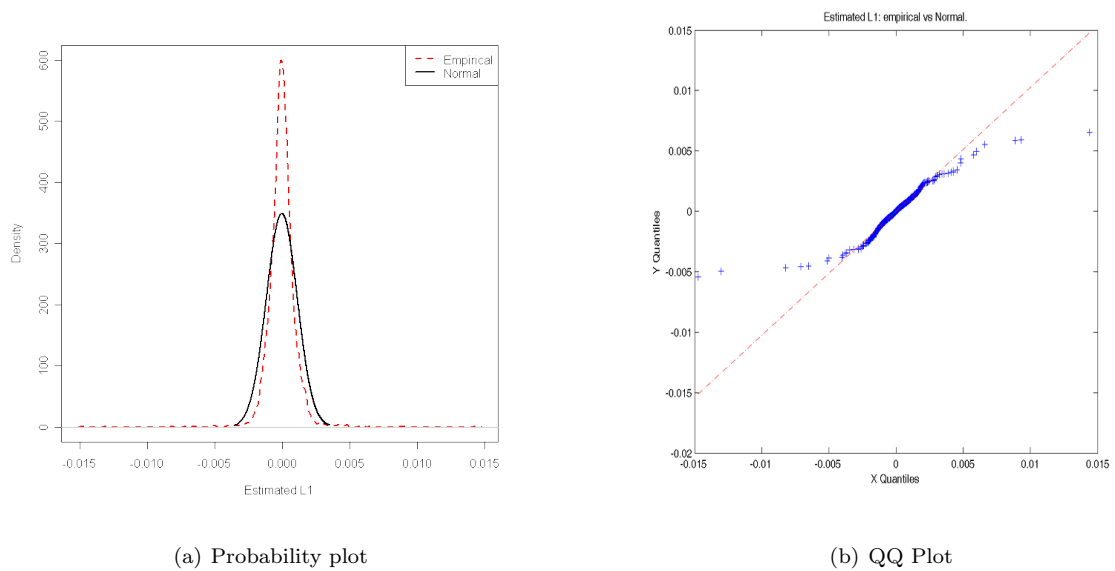 Empirical
Normal
600
500
400
300
200
100
0
Density
-0.015 -0.010 -0.005 0.000 0.005 0.010 0.015
Estimated L1
(a) Probability plot
Estimated L1: empirical vs Normal.
0.015
0.01
0.005
0
-0.005
-0.01
-0.015
-0.02
Y Quantiles
-0.015 -0.01 -0.005 0 0.005 0.01 0.015
X Quantiles
(b) QQ Plot